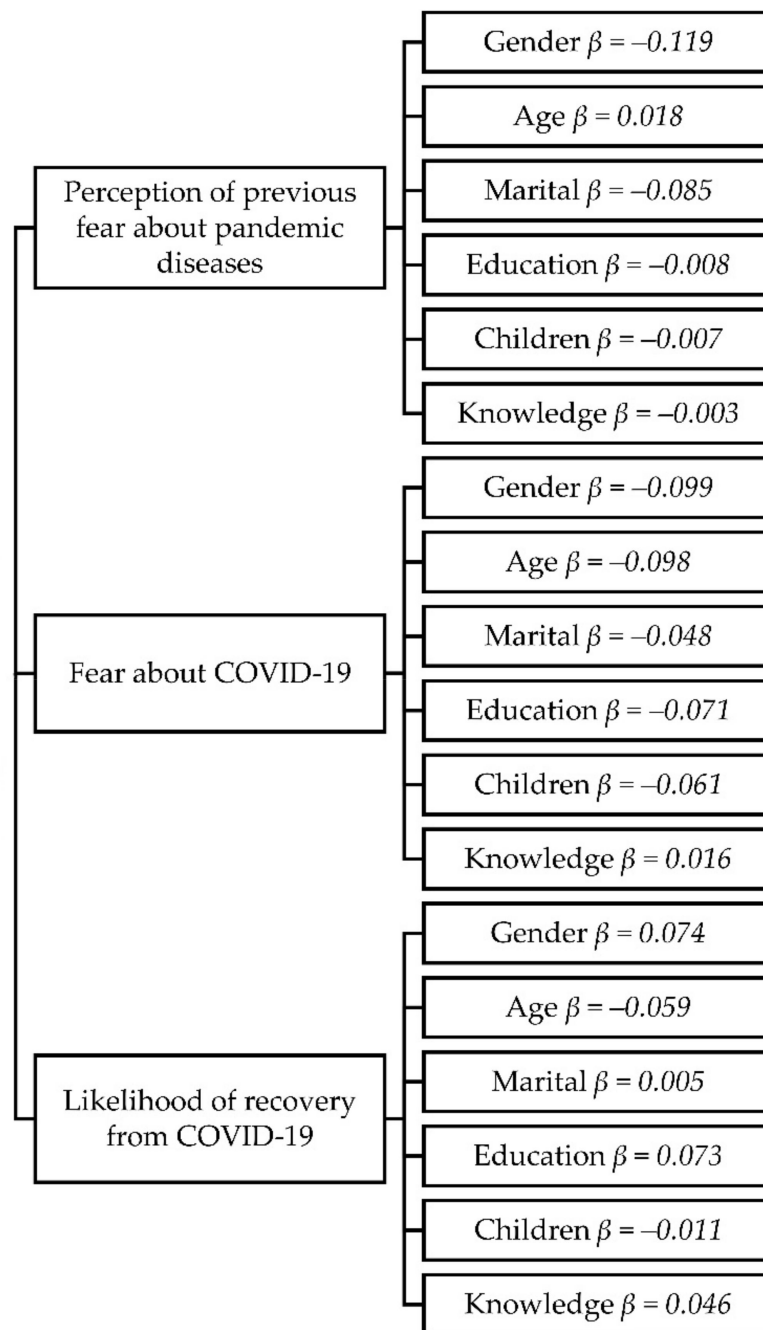 Perception of previous
fear about pandemic
diseases
Gender β = –0.119
Age β = 0.018
Marital β = –0.085
Education β = –0.008
Children β = –0.007
Knowledge β = –0.003
Fear about COVID-19
Gender β = –0.099
Age β = –0.098
Marital β = –0.048
Education β = –0.071
Children β = –0.061
Knowledge β = 0.016
Likelihood of recovery
from COVID-19
Gender β = 0.074
Age β = –0.059
Marital β = 0.005
Education β = 0.073
Children β = –0.011
Knowledge β = 0.046